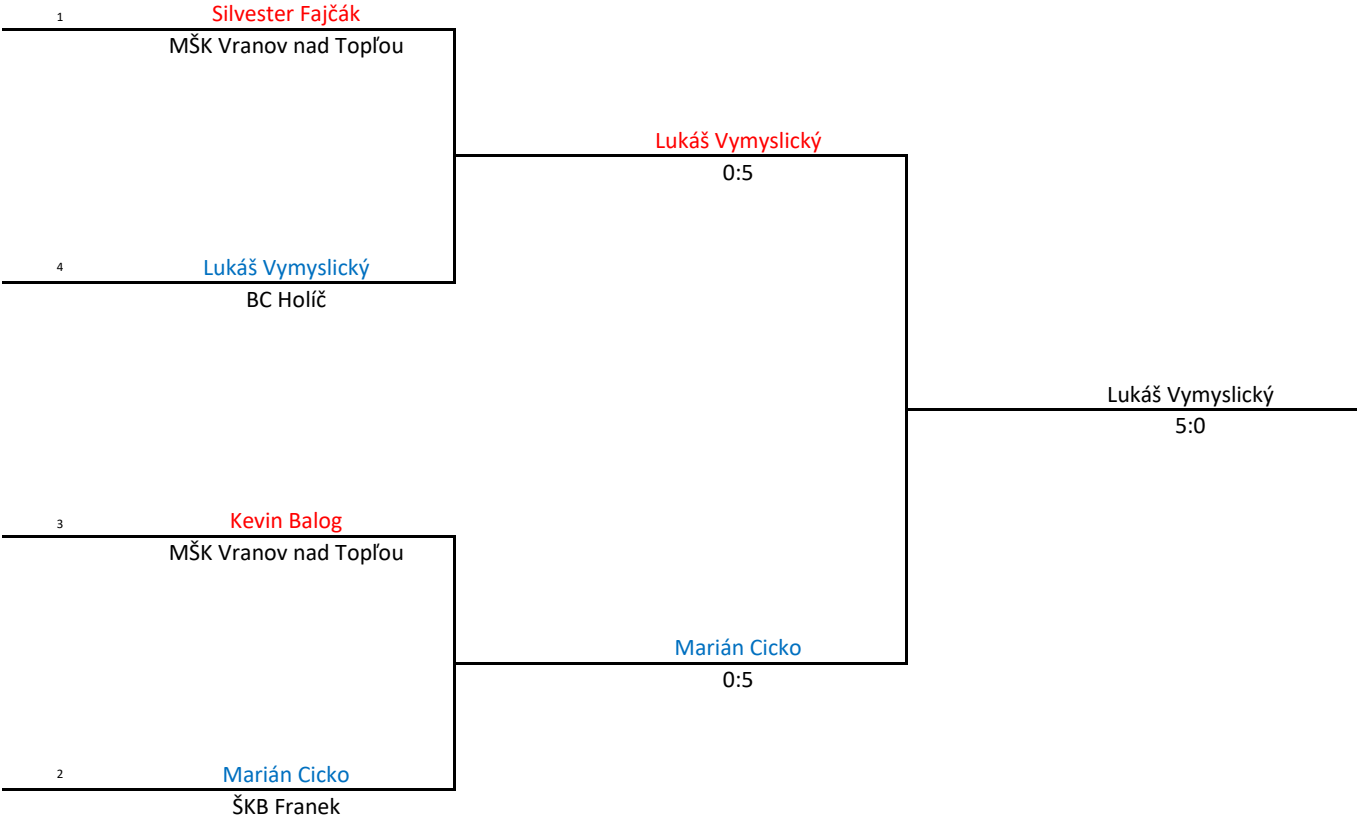 1 Silvester Fajčák
MŠK Vranov nad Topľou
Lukáš Vymyslický
0:5
4 Lukáš Vymyslický
BC Holíč
Lukáš Vymyslický
5:0
3 Kevin Balog
MŠK Vranov nad Topľou
Marián Cicko
0:5
2 Marián Cicko
ŠKB Franek